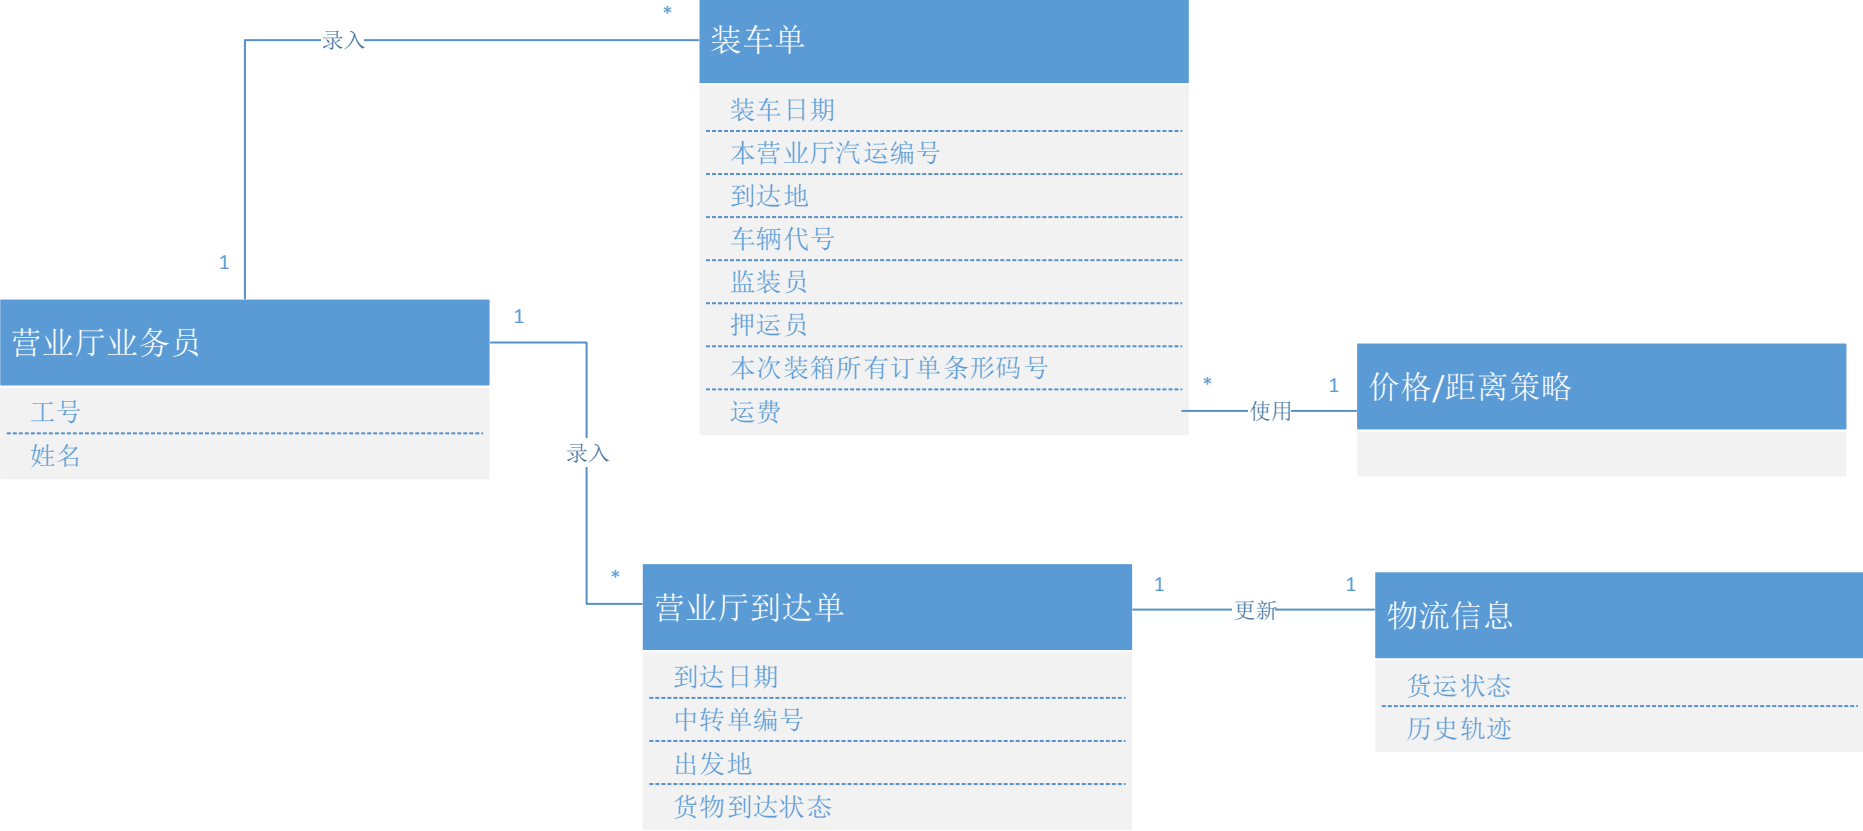 *
装车单
录入
装车日期
本营业厅汽运编号
到达地
车辆代号
监装员
押运员
本次装箱所有订单条形码号
运费
1
营业厅业务员
工号
姓名
1
录入
*
使用
1
价格/距离策略
*
营业厅到达单
到达日期
中转单编号
出发地
货物到达状态
1
更新
1
物流信息
货运状态
历史轨迹